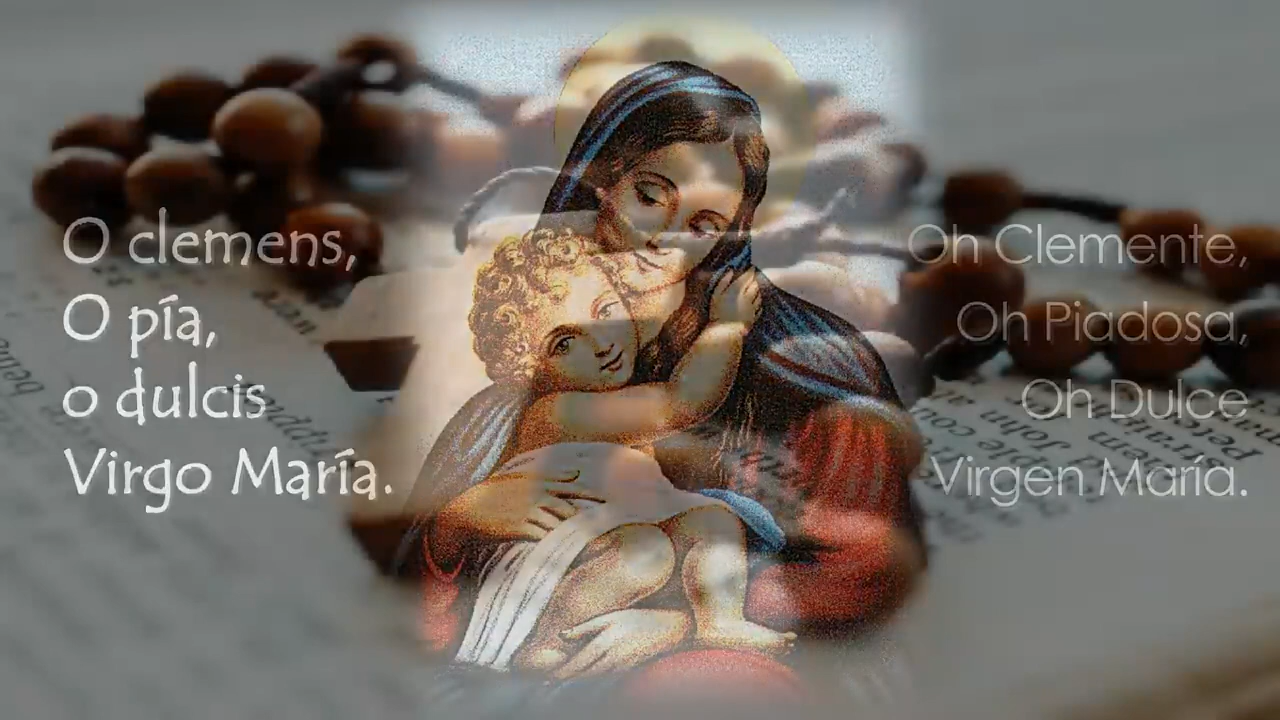 O clemens,
O pía,
o dulcis
Virgo María.
Oh Clemente,
Oh Piadosa,
Oh Dulce
Virgen María.